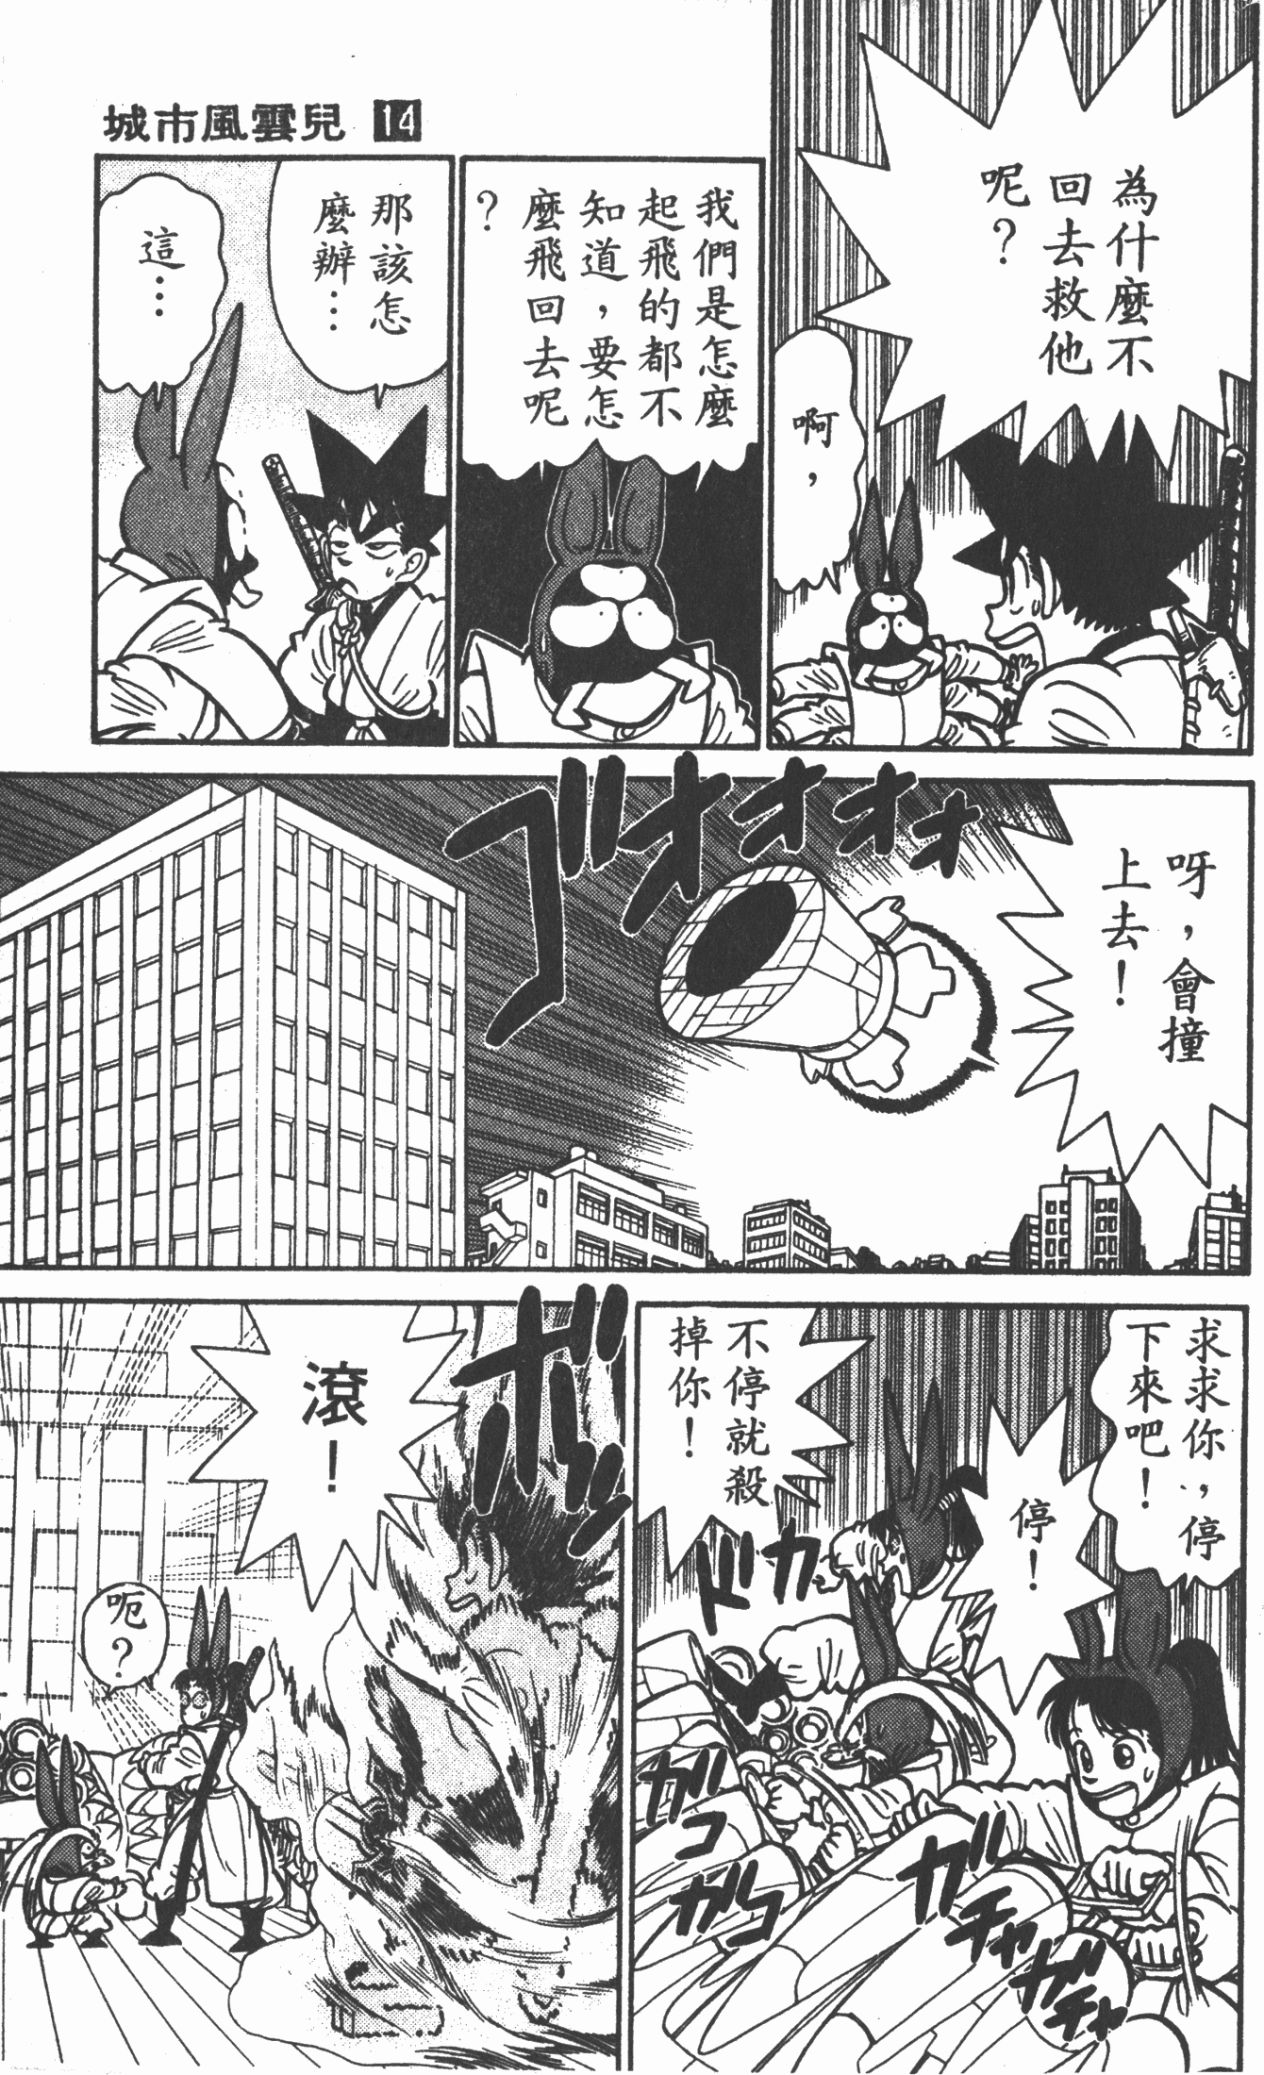 城市風雲兒 14
為什麼不
回去救他
呢？
啊，
我們是怎麼
起飛的都不
知道，要怎
麼飛回去呢
？
那該怎
麼辦…
這…
呀，會撞
上去！
ブオオオオ
求求你，停
下來吧！
停！
不停就殺
掉你！
ドカ
ガコ
ガガ
ガチャ
ガチャ
滾！
ボボ
呃？